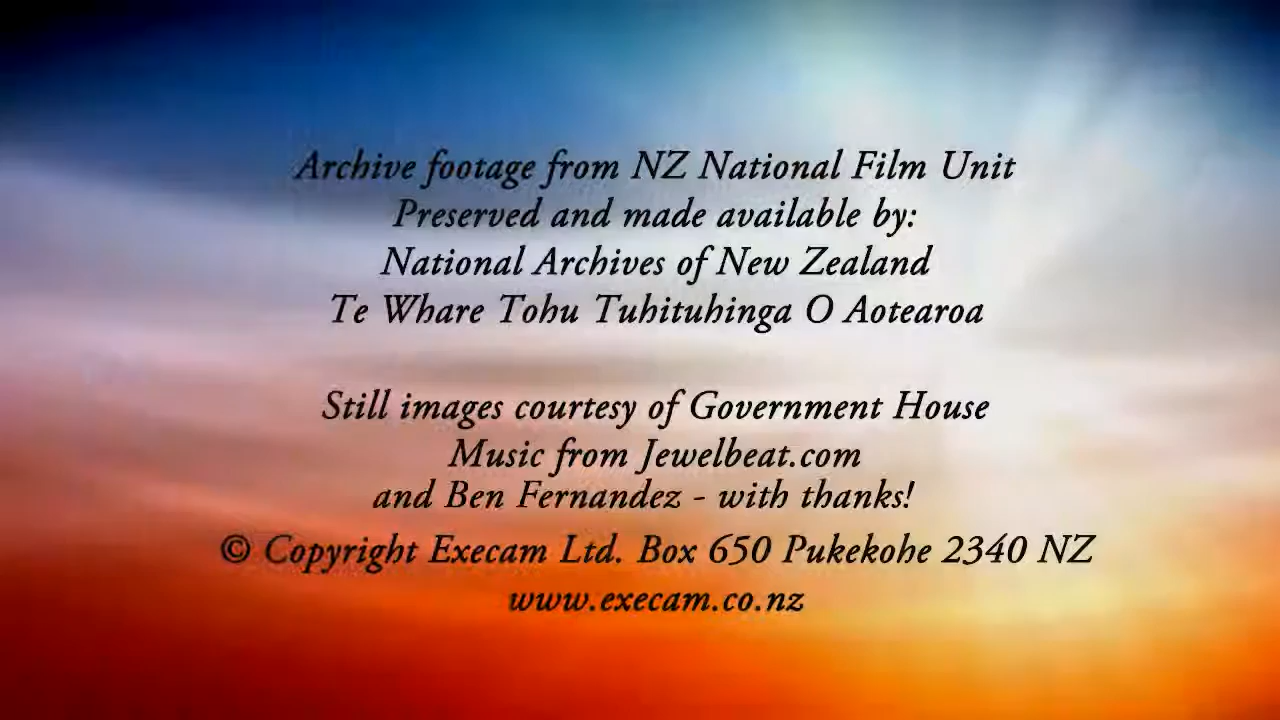 Archive footage from NZ National Film Unit
Preserved and made available by:
National Archives of New Zealand
Te Whare Tohu Tuhituhinga O Aotearoa
Still images courtesy of Government House
Music from Jewelbeat.com
and Ben Fernandez - with thanks!
© Copyright Execam Ltd. Box 650 Pukekohe 2340 NZ
www.execam.co.nz